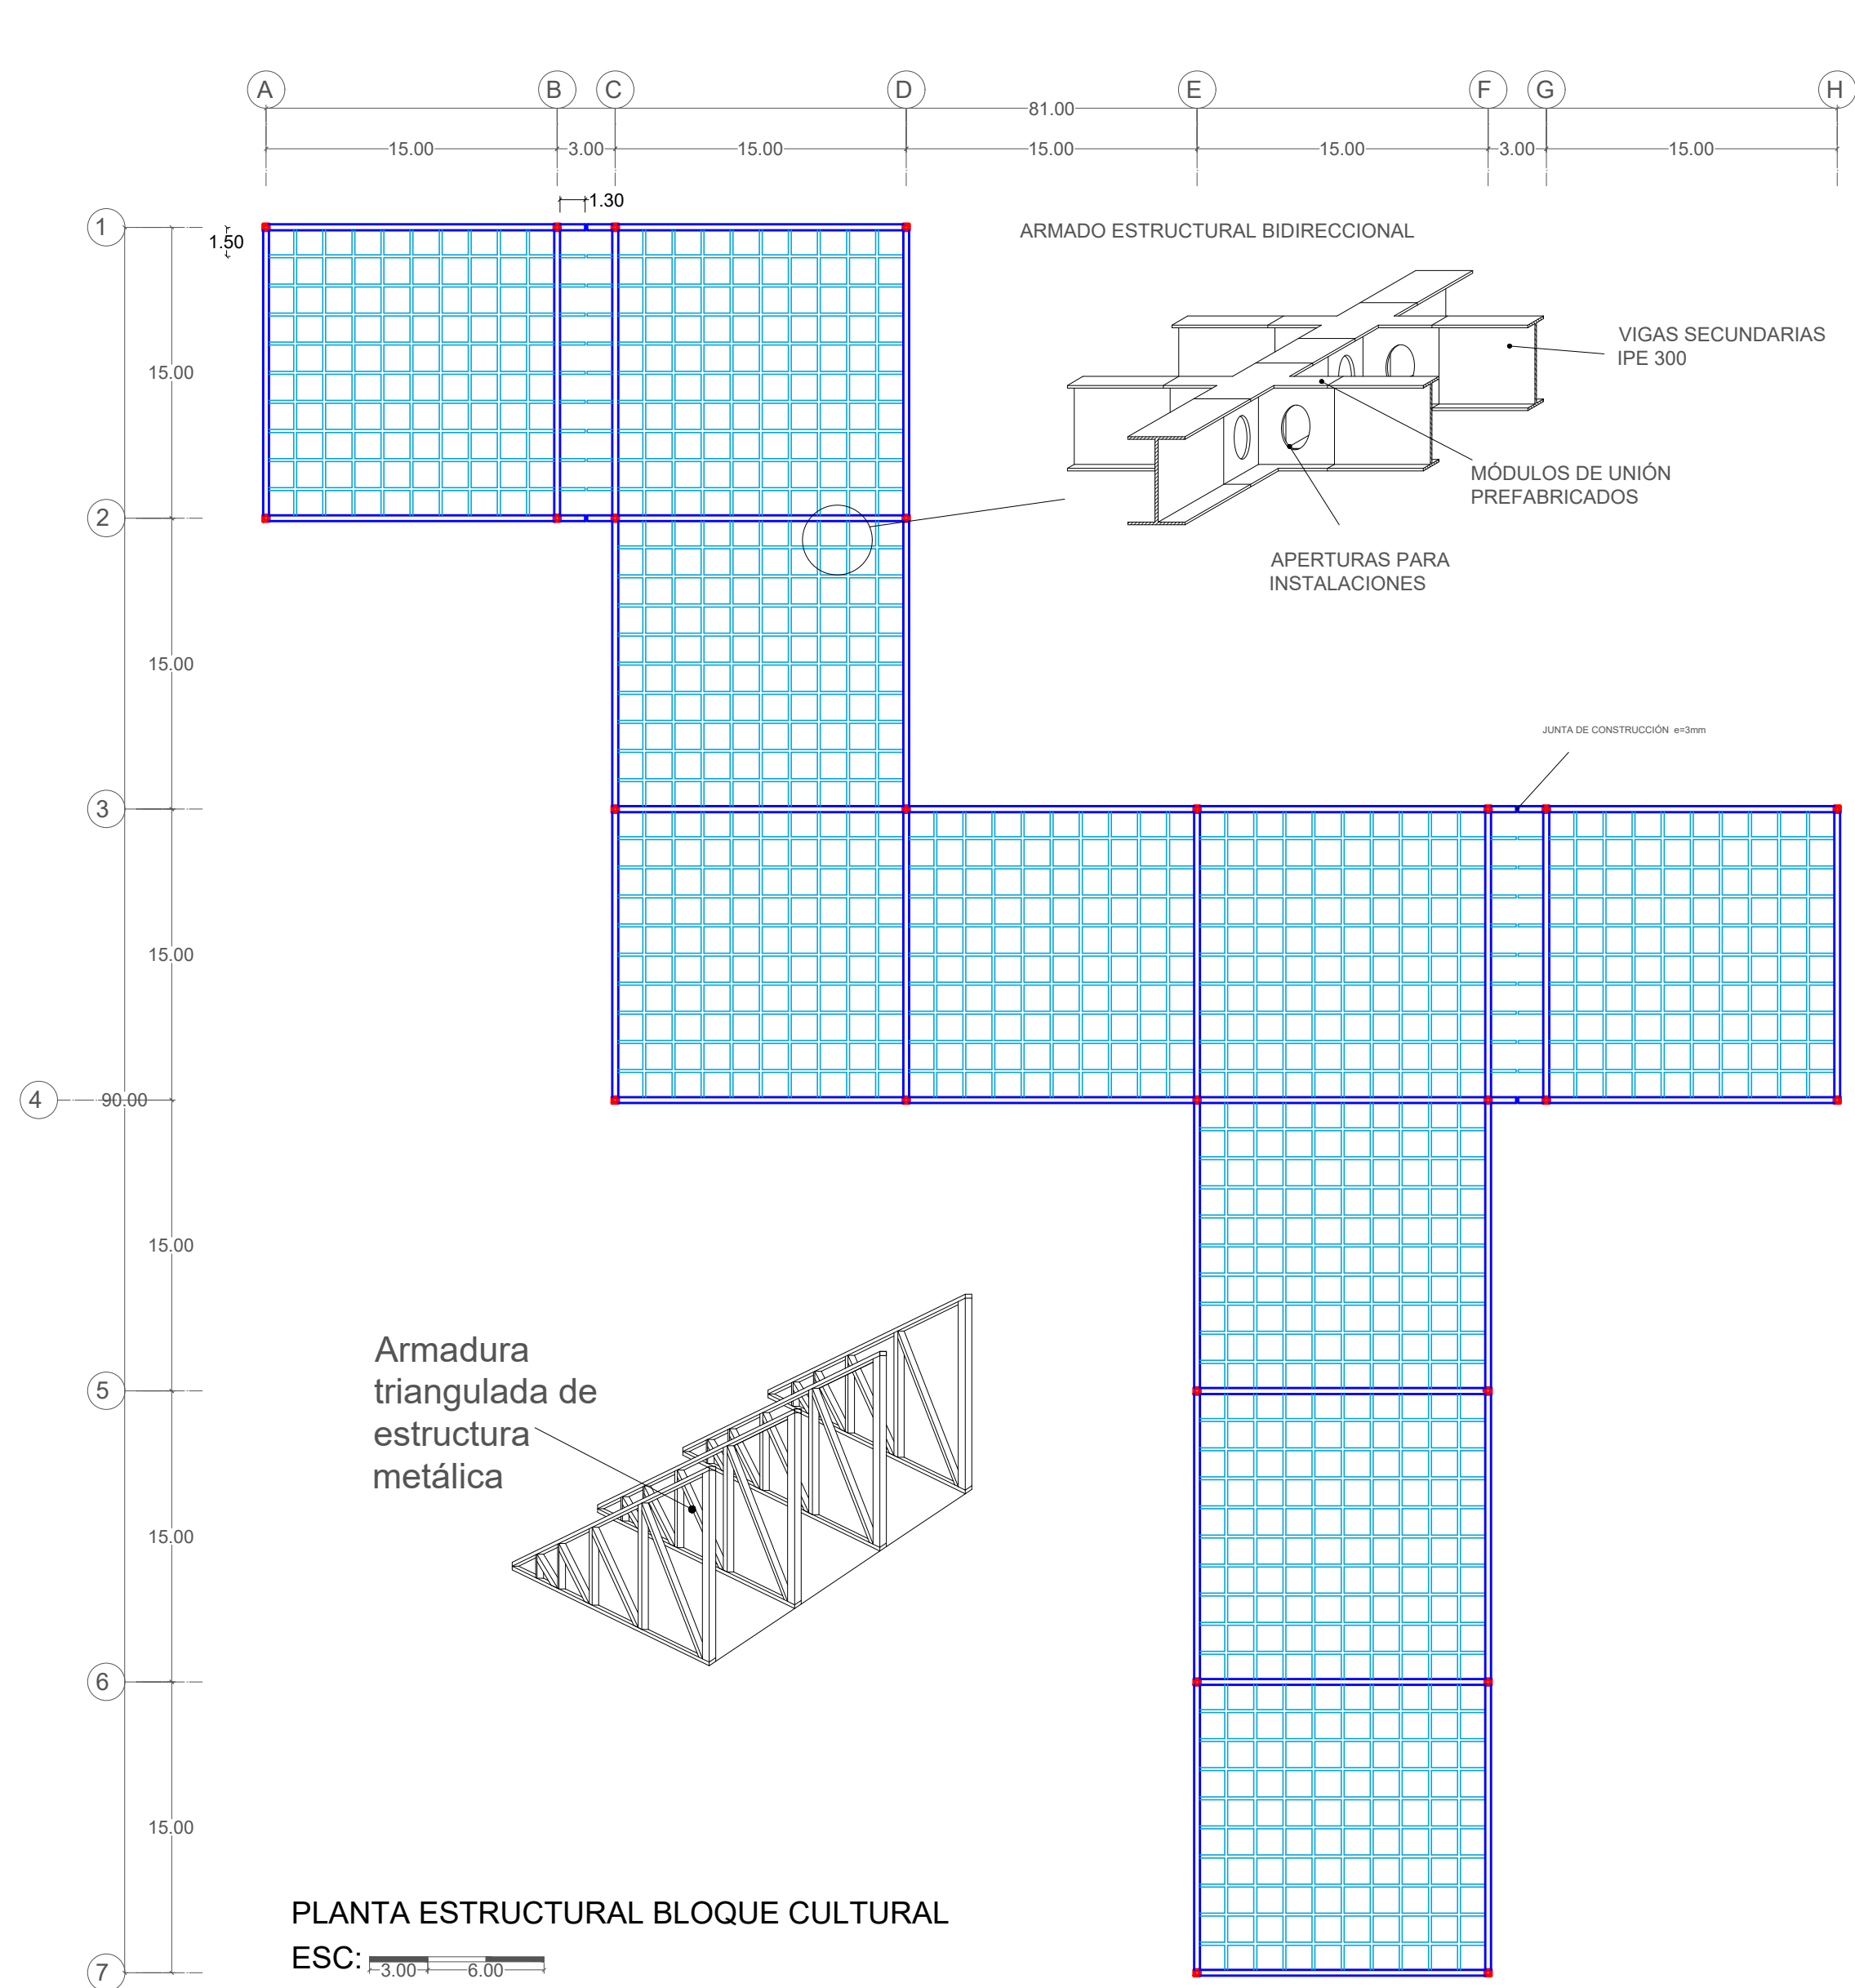 A B C D E F G H
81.00
15.00 3.00 15.00 15.00 15.00 3.00 15.00
1.30
1
1.50
ARMADO ESTRUCTURAL BIDIRECCIONAL
VIGAS SECUNDARIAS
IPE 300
15.00
MÓDULOS DE UNIÓN
PREFABRICADOS
2
APERTURAS PARA
INSTALACIONES
15.00
JUNTA DE CONSTRUCCIÓN e=3mm
3
15.00
4
90.00
15.00
Armadura
triangulada de
estructura
metálica
5
15.00
6
15.00
PLANTA ESTRUCTURAL BLOQUE CULTURAL
ESC:
3.00 6.00
7